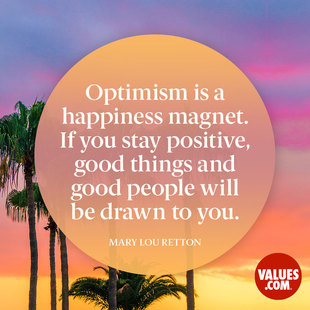 Optimism is a
happiness magnet.
If you stay positive,
good things and
good people will
be drawn to you.
MARY LOU RETTON
VALUES
.COM